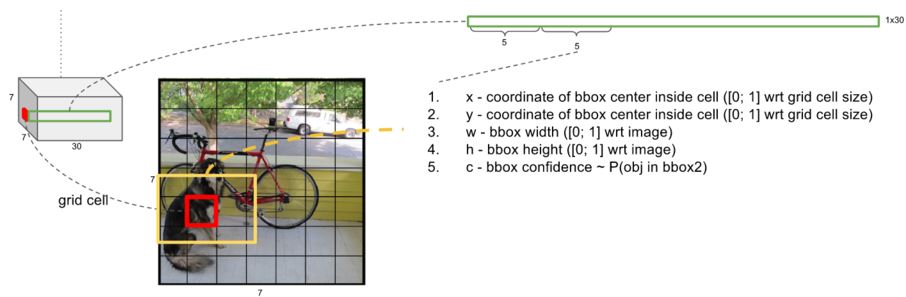 1x30
5
5
7
7
30
1. x - coordinate of bbox center inside cell ([0; 1] wrt grid cell size)
2. y - coordinate of bbox center inside cell ([0; 1] wrt grid cell size)
3. w - bbox width ([0; 1] wrt image)
4. h - bbox height ([0; 1] wrt image)
5. c - bbox confidence ~ P(obj in bbox2)
7
grid cell
7